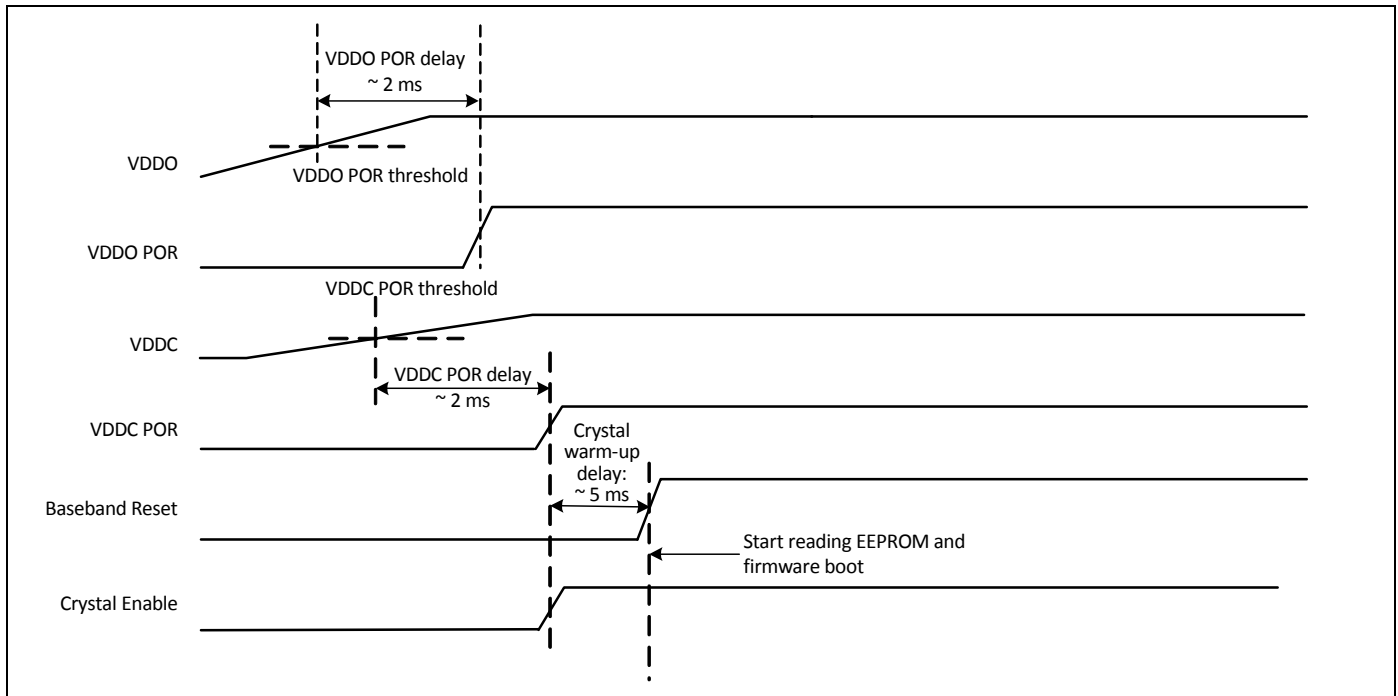 VDDO POR delay
~ 2 ms
VDDO
VDDO POR threshold
VDDO POR
VDDC POR threshold
VDDC
VDDC POR delay
~ 2 ms
VDDC POR
Crystal
warm-up
delay:
~ 5 ms
Baseband Reset
Start reading EEPROM and
firmware boot
Crystal Enable